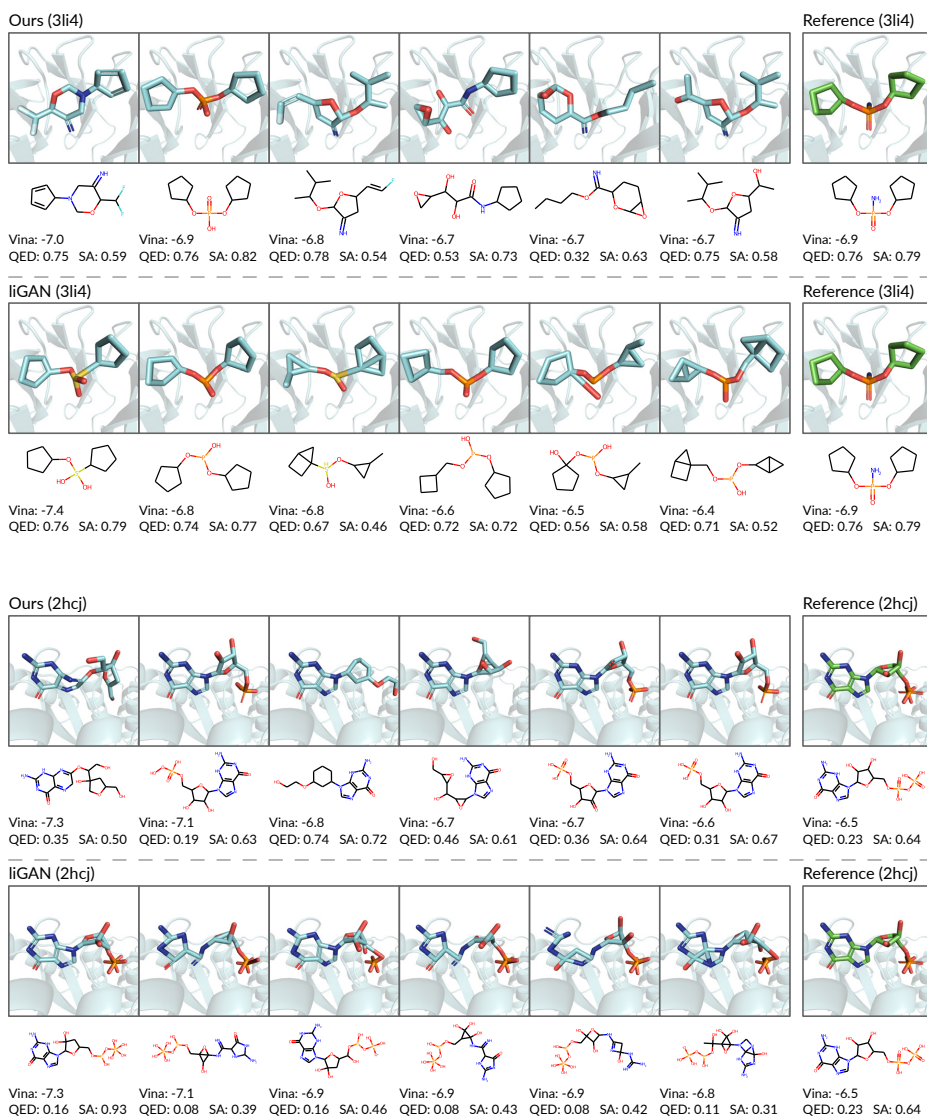 Ours (3li4) Reference (3li4)
Vina: -7.0 Vina: -6.9 Vina: -6.8 Vina: -6.7 Vina: -6.7 Vina: -6.7 Vina: -6.9
QED: 0.75 SA: 0.59 QED: 0.76 SA: 0.82 QED: 0.78 SA: 0.54 QED: 0.53 SA: 0.73 QED: 0.32 SA: 0.63 QED: 0.75 SA: 0.58 QED: 0.76 SA: 0.79
liGAN (3li4) Reference (3li4)
Vina: -7.4 Vina: -6.8 Vina: -6.8 Vina: -6.6 Vina: -6.5 Vina: -6.4 Vina: -6.9
QED: 0.76 SA: 0.79 QED: 0.74 SA: 0.77 QED: 0.67 SA: 0.46 QED: 0.72 SA: 0.72 QED: 0.56 SA: 0.58 QED: 0.71 SA: 0.52 QED: 0.76 SA: 0.79
Ours (2hcj) Reference (2hcj)
Vina: -7.3 Vina: -7.1 Vina: -6.8 Vina: -6.7 Vina: -6.7 Vina: -6.6 Vina: -6.5
QED: 0.35 SA: 0.50 QED: 0.19 SA: 0.63 QED: 0.74 SA: 0.72 QED: 0.46 SA: 0.61 QED: 0.36 SA: 0.64 QED: 0.31 SA: 0.67 QED: 0.23 SA: 0.64
liGAN (2hcj) Reference (2hcj)
Vina: -7.3 Vina: -7.1 Vina: -6.9 Vina: -6.9 Vina: -6.9 Vina: -6.8 Vina: -6.5
QED: 0.16 SA: 0.93 QED: 0.08 SA: 0.39 QED: 0.16 SA: 0.46 QED: 0.08 SA: 0.43 QED: 0.08 SA: 0.42 QED: 0.11 SA: 0.31 QED: 0.23 SA: 0.64